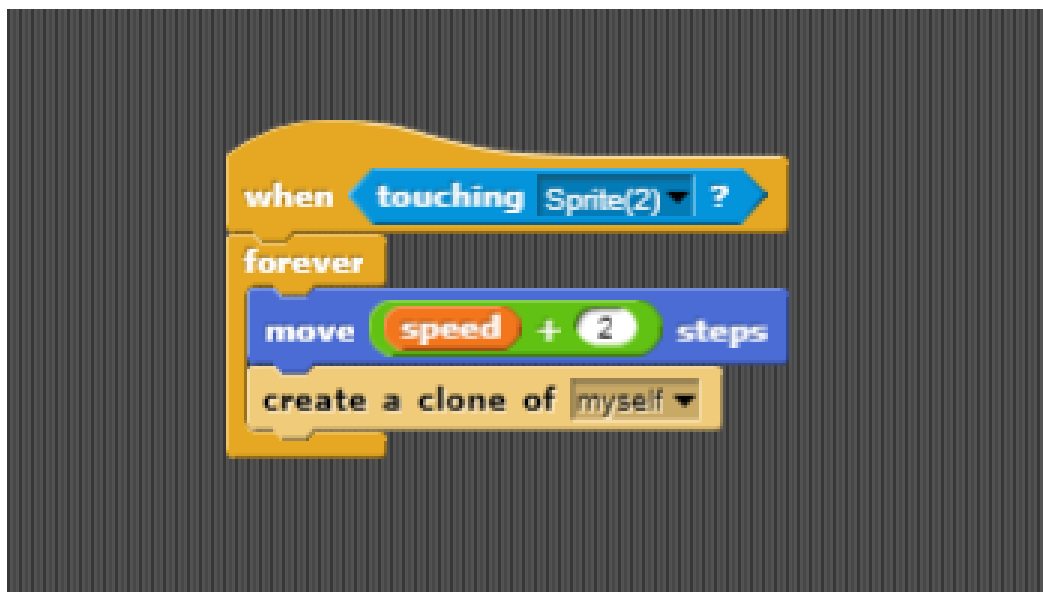 when touching Sprite(2) ?
forever
move speed + 2 steps
create a clone of myself